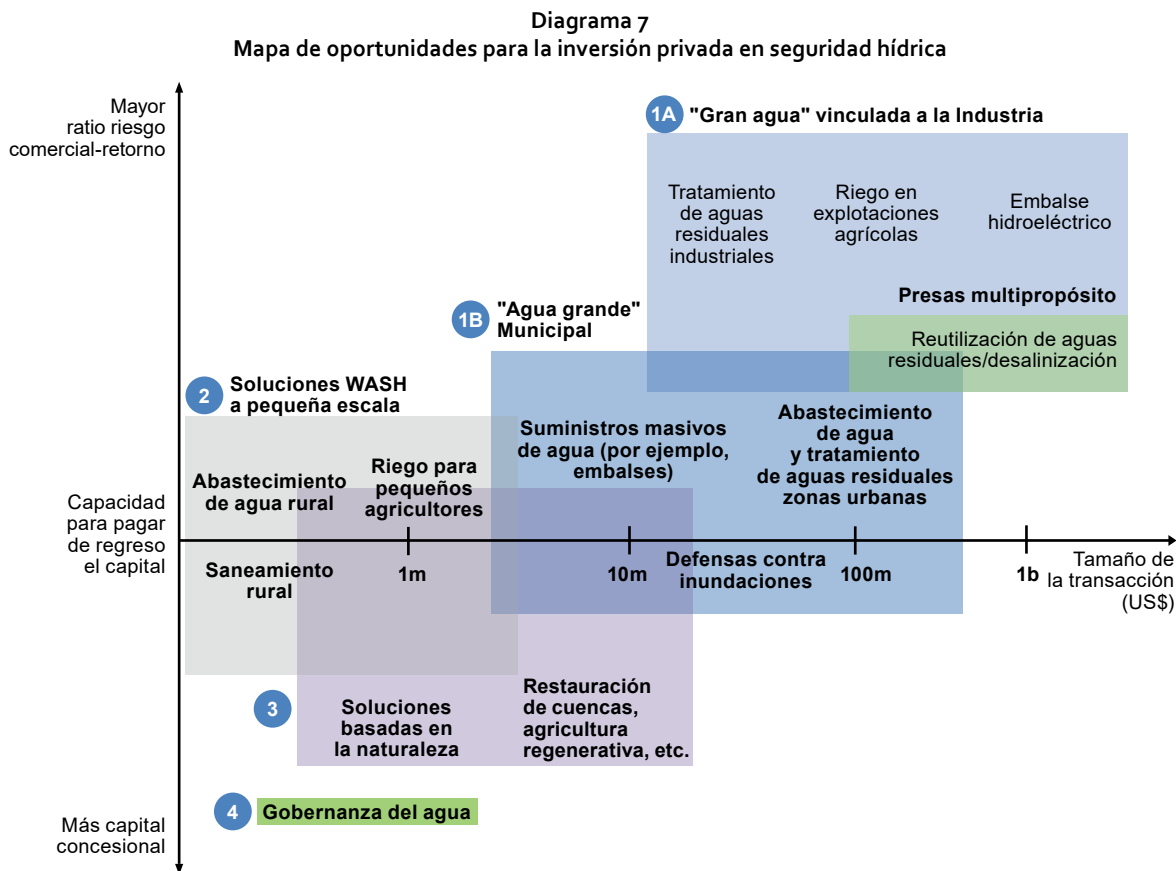 Diagrama 7
Mapa de oportunidades para la inversión privada en seguridad hídrica
Mayor
ratio riesgo
comercial-retorno
1A "Gran agua" vinculada a la Industria
Tratamiento
de aguas
residuales
industriales
Riego en
explotaciones
agrícolas
Embalse
hidroeléctrico
Presas multipropósito
Reutilización de aguas
residuales/desalinización
1B "Agua grande"
Municipal
Suministros masivos
de agua (por ejemplo,
embalses)
Abastecimiento
de agua
y tratamiento
de aguas residuales
zonas urbanas
2 Soluciones WASH
a pequeña escala
Abastecimiento
de agua rural
Riego para
pequeños
agricultores
Capacidad
para pagar
de regreso
el capital
Saneamiento
rural
1m
10m
Defensas contra
inundaciones
100m
1b
Tamaño de
la transacción
(US$)
3
Soluciones
basadas en
la naturaleza
Restauración
de cuencas,
agricultura
regenerativa, etc.
4 Gobernanza del agua
Más capital
concesional